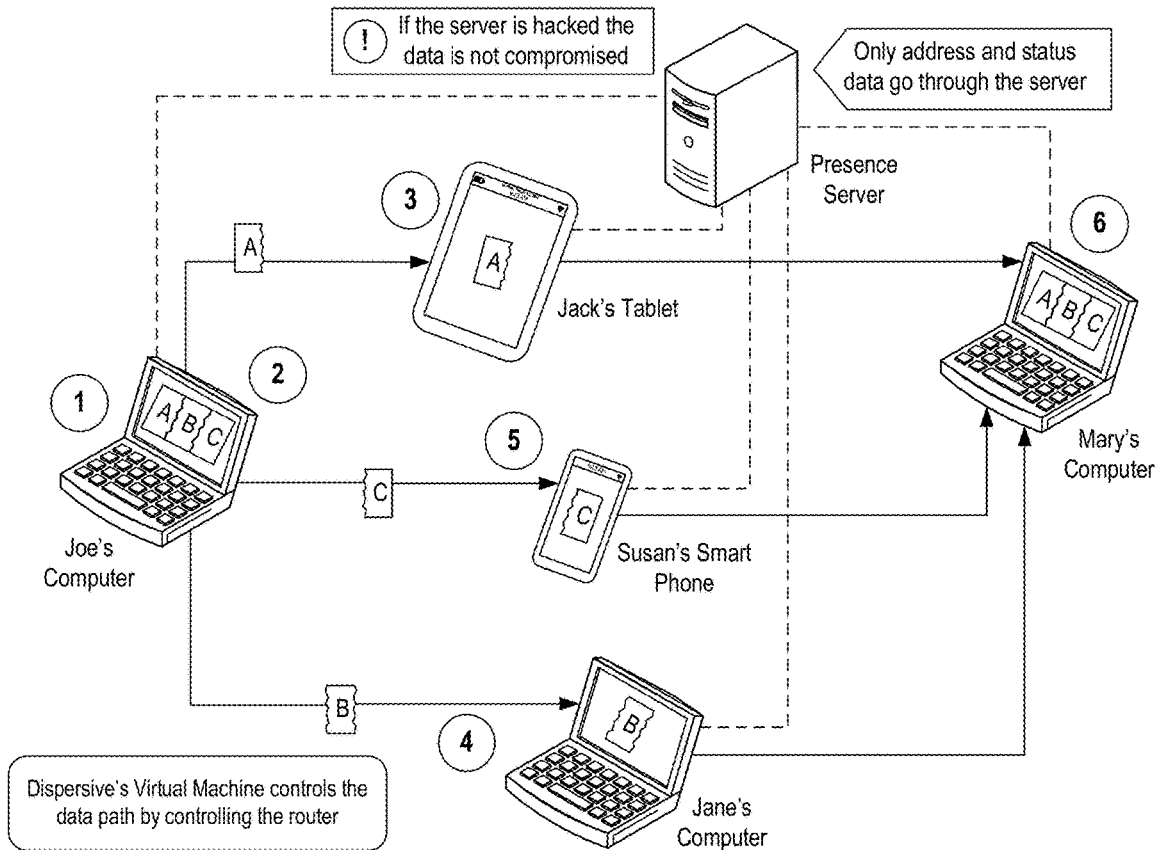 !
If the server is hacked the
data is not compromised
Only address and status
data go through the server
Presence
Server
3
A
A
Jack's Tablet
6
A B C
Mary's
Computer
1
2
A B C
Joe's
Computer
5
C
C
Susan's Smart
Phone
B
4
B
Jane's
Computer
Dispersive's Virtual Machine controls the
data path by controlling the router